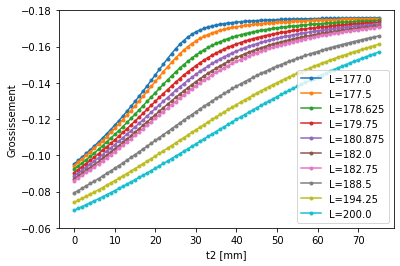 −0.18
−0.16
−0.14
−0.12
−0.10
−0.08
−0.06
Grossissement
0
10
20
30
40
50
60
70
t2 [mm]
L=177.0
L=177.5
L=178.625
L=179.75
L=180.875
L=182.0
L=182.75
L=188.5
L=194.25
L=200.0